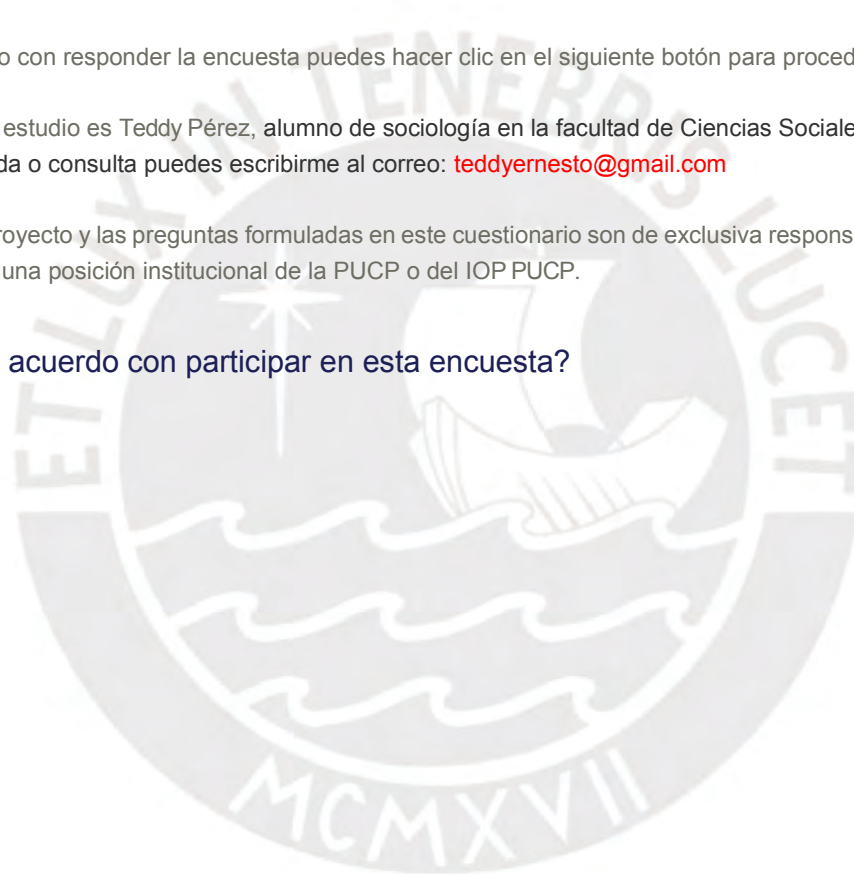 o con responder la encuesta puedes hacer clic en el siguiente botón para proced
estudio es Teddy Pérez, alumno de sociología en la facultad de Ciencias Sociale
da o consulta puedes escribirme al correo: teddyernesto@gmail.com
royecto y las preguntas formuladas en este cuestionario son de exclusiva respons
una posición institucional de la PUCP o del IOP PUCP.
acuerdo con participar en esta encuesta?
ET LUX IN TENEBRIS LUCET
MCMXVII